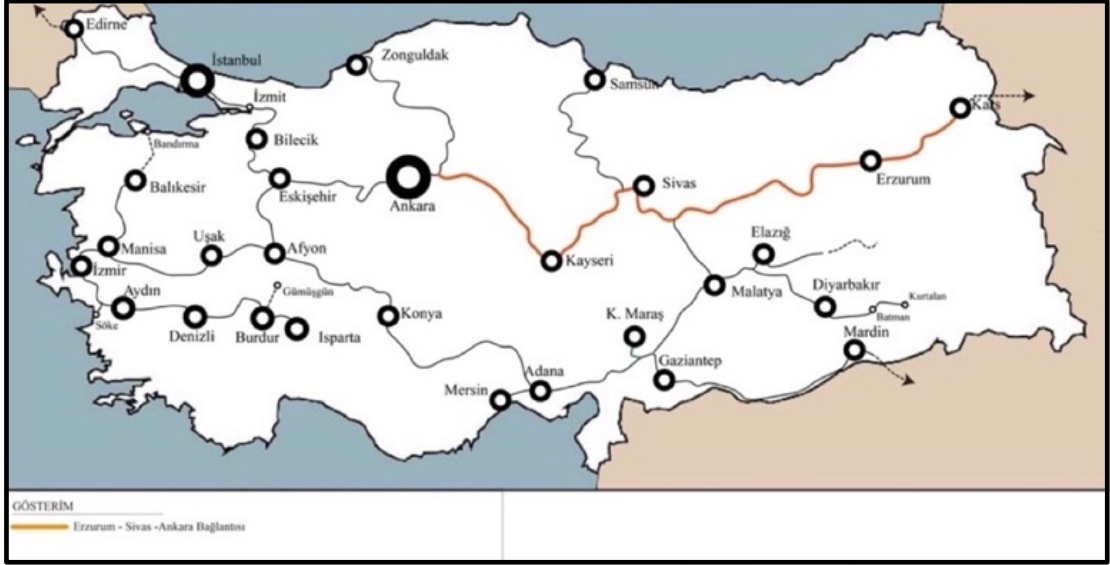 Edirne
İstanbul
Zonguldak
Samsun
İzmit
Kars
Bilecik
Bandırma
Balıkesir
Eskişehir
Ankara
Sivas
Erzurum
Manisa
Uşak
Afyon
Kayseri
Elazığ
İzmir
Aydın
Gümüşgün
Malatya
Diyarbakır
Kurtalan
Batman
Söke
Denizli
Burdur
Isparta
Konya
K. Maraş
Mardin
Gaziantep
Adana
Mersin
GÖSTERİM
Erzurum - Sivas -Ankara Bağlantısı